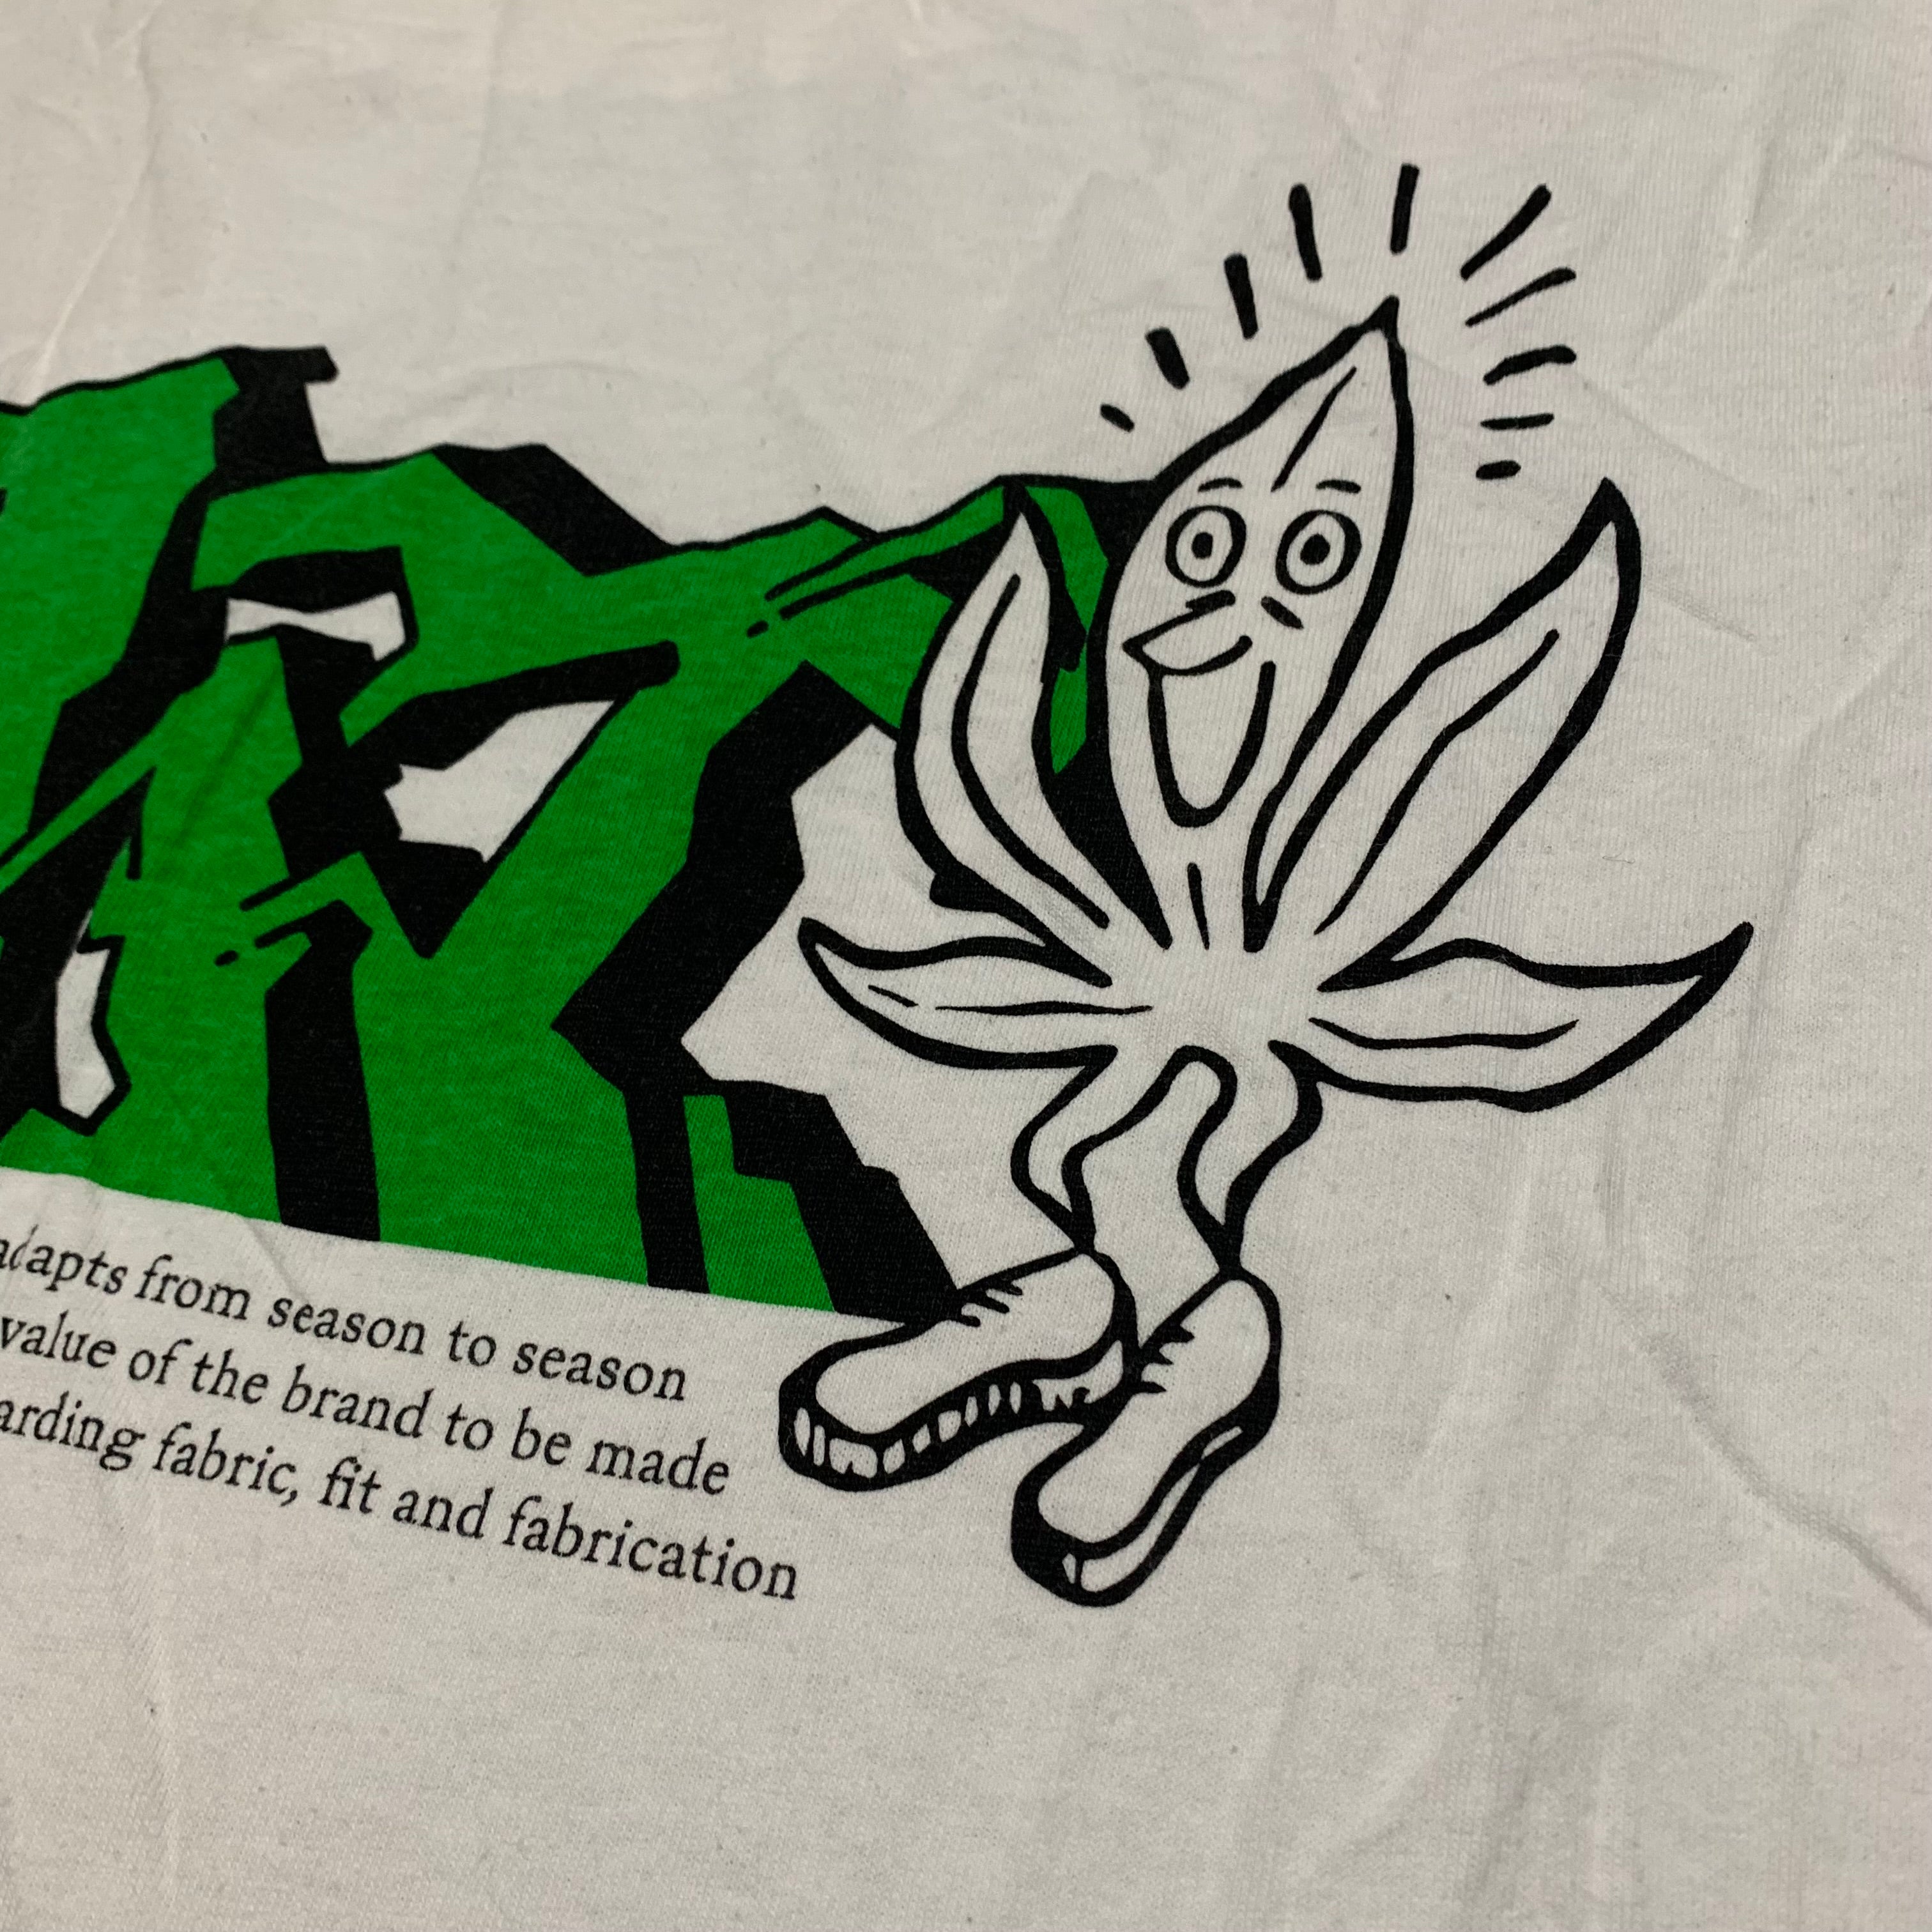 adapts from season to season
value of the brand to be made
arding fabric, fit and fabrication